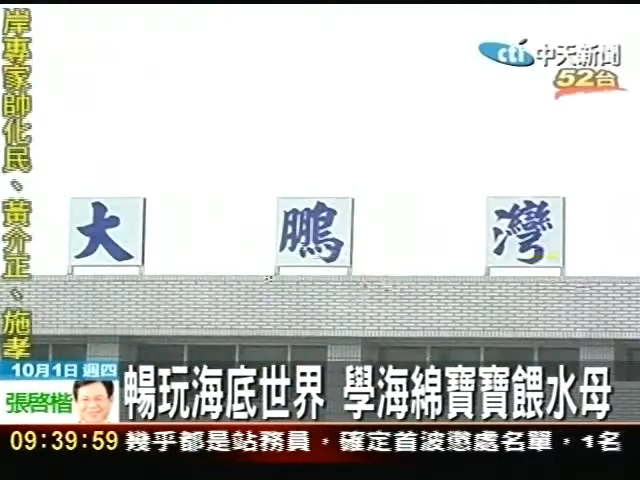 岸專家帥化民、黃介正、施孝
cti 中天新聞
52台
大鵬灣
10月1日 週四
張啓楷
暢玩海底世界 學海綿寶寶餵水母
09:39:59 幾乎都是站務員，確定首波懲處名單，1名